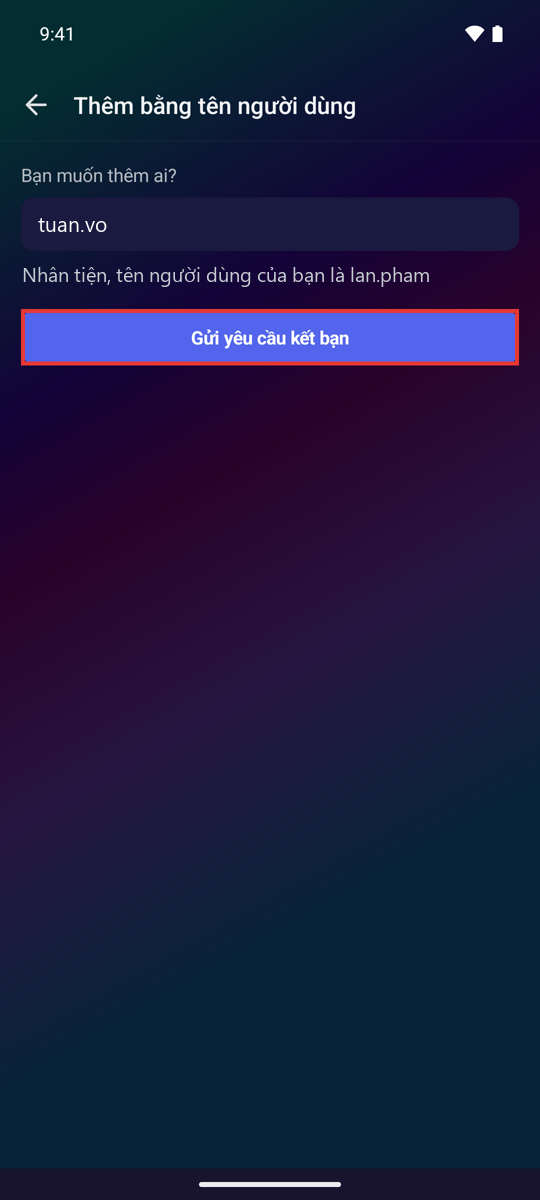 9:41
Thêm bằng tên người dùng
Bạn muốn thêm ai?
tuan.vo
Nhân tiện, tên người dùng của bạn là lan.pham
Gửi yêu cầu kết bạn